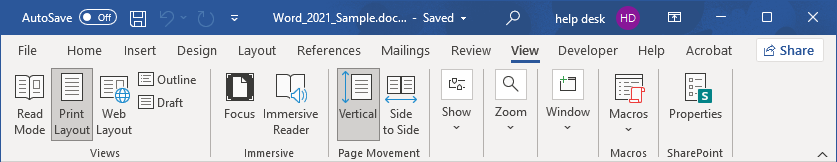 AutoSave Off Word_2021_Sample.doc... - Saved help desk HD
File Home Insert Design Layout References Mailings Review View Developer Help Acrobat Share
Read Mode
Print Layout
Web Layout
Outline
Draft
Views
Focus
Immersive Reader
Immersive
Vertical
Side to Side
Page Movement
Show
Zoom
Window
Macros
Macros
S
Properties
SharePoint